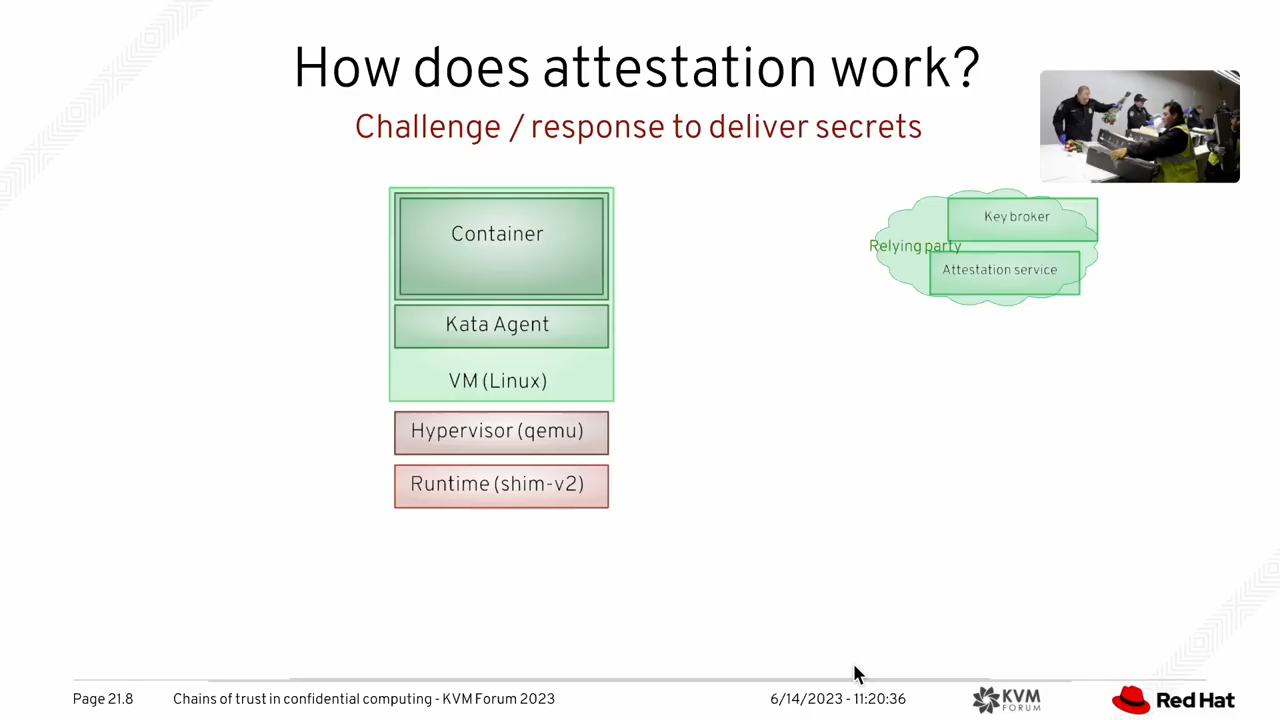 How does attestation work?
Challenge / response to deliver secrets
Container
Kata Agent
VM (Linux)
Hypervisor (qemu)
Runtime (shim-v2)
Key broker
Relying party
Attestation service
Page 21.8
Chains of trust in confidential computing - KVM Forum 2023
6/14/2023 - 11:20:36
KVM
FORUM
Red Hat